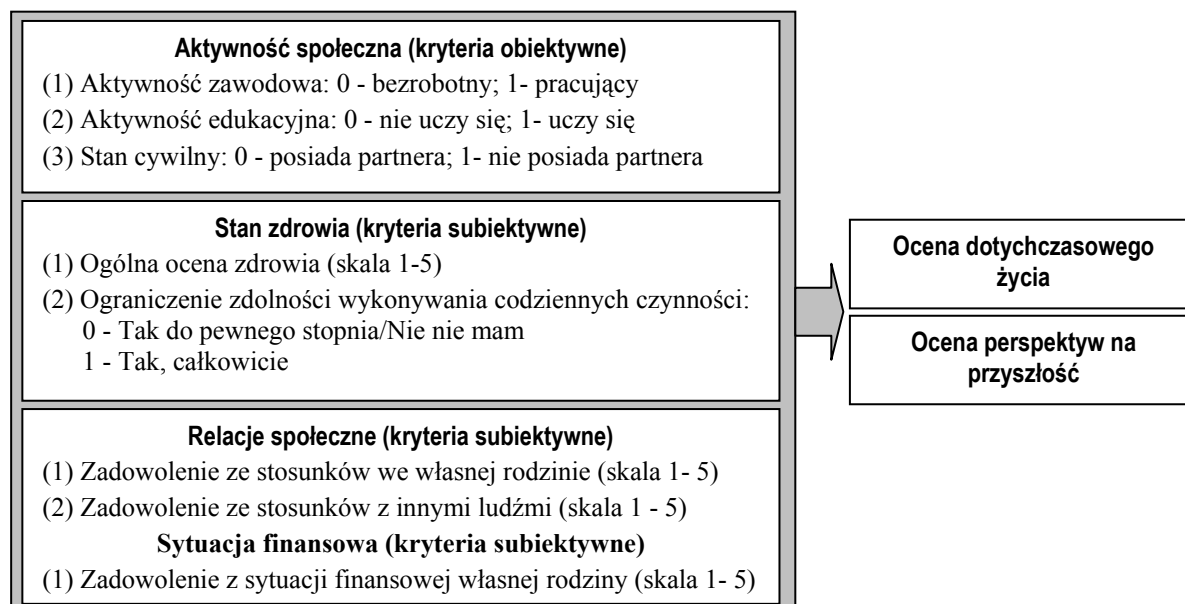 Aktywność społeczna (kryteria obiektywne)
(1) Aktywność zawodowa: 0 - bezrobotny; 1- pracujący
(2) Aktywność edukacyjna: 0 - nie uczy się; 1- uczy się
(3) Stan cywilny: 0 - posiada partnera; 1- nie posiada partnera
Stan zdrowia (kryteria subiektywne)
(1) Ogólna ocena zdrowia (skala 1-5)
(2) Ograniczenie zdolności wykonywania codziennych czynności:
0 - Tak do pewnego stopnia/Nie nie mam
1 - Tak, całkowicie
Relacje społeczne (kryteria subiektywne)
(1) Zadowolenie ze stosunków we własnej rodzinie (skala 1- 5)
(2) Zadowolenie ze stosunków z innymi ludźmi (skala 1 - 5)
Sytuacja finansowa (kryteria subiektywne)
(1) Zadowolenie z sytuacji finansowej własnej rodziny (skala 1- 5)
Ocena dotychczasowego
życia
Ocena perspektyw na
przyszłość